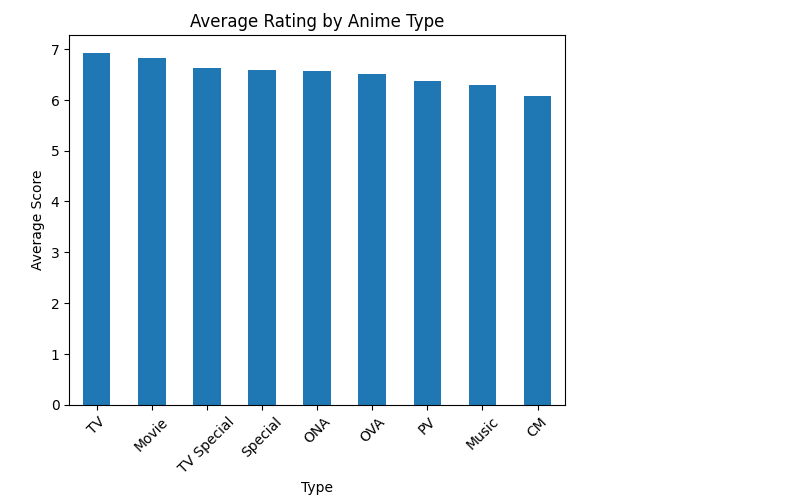 Average Rating by Anime Type
Average Score
7
6
5
4
3
2
1
0
TV
Movie
TV Special
Special
ONA
OVA
PV
Music
CM
Type